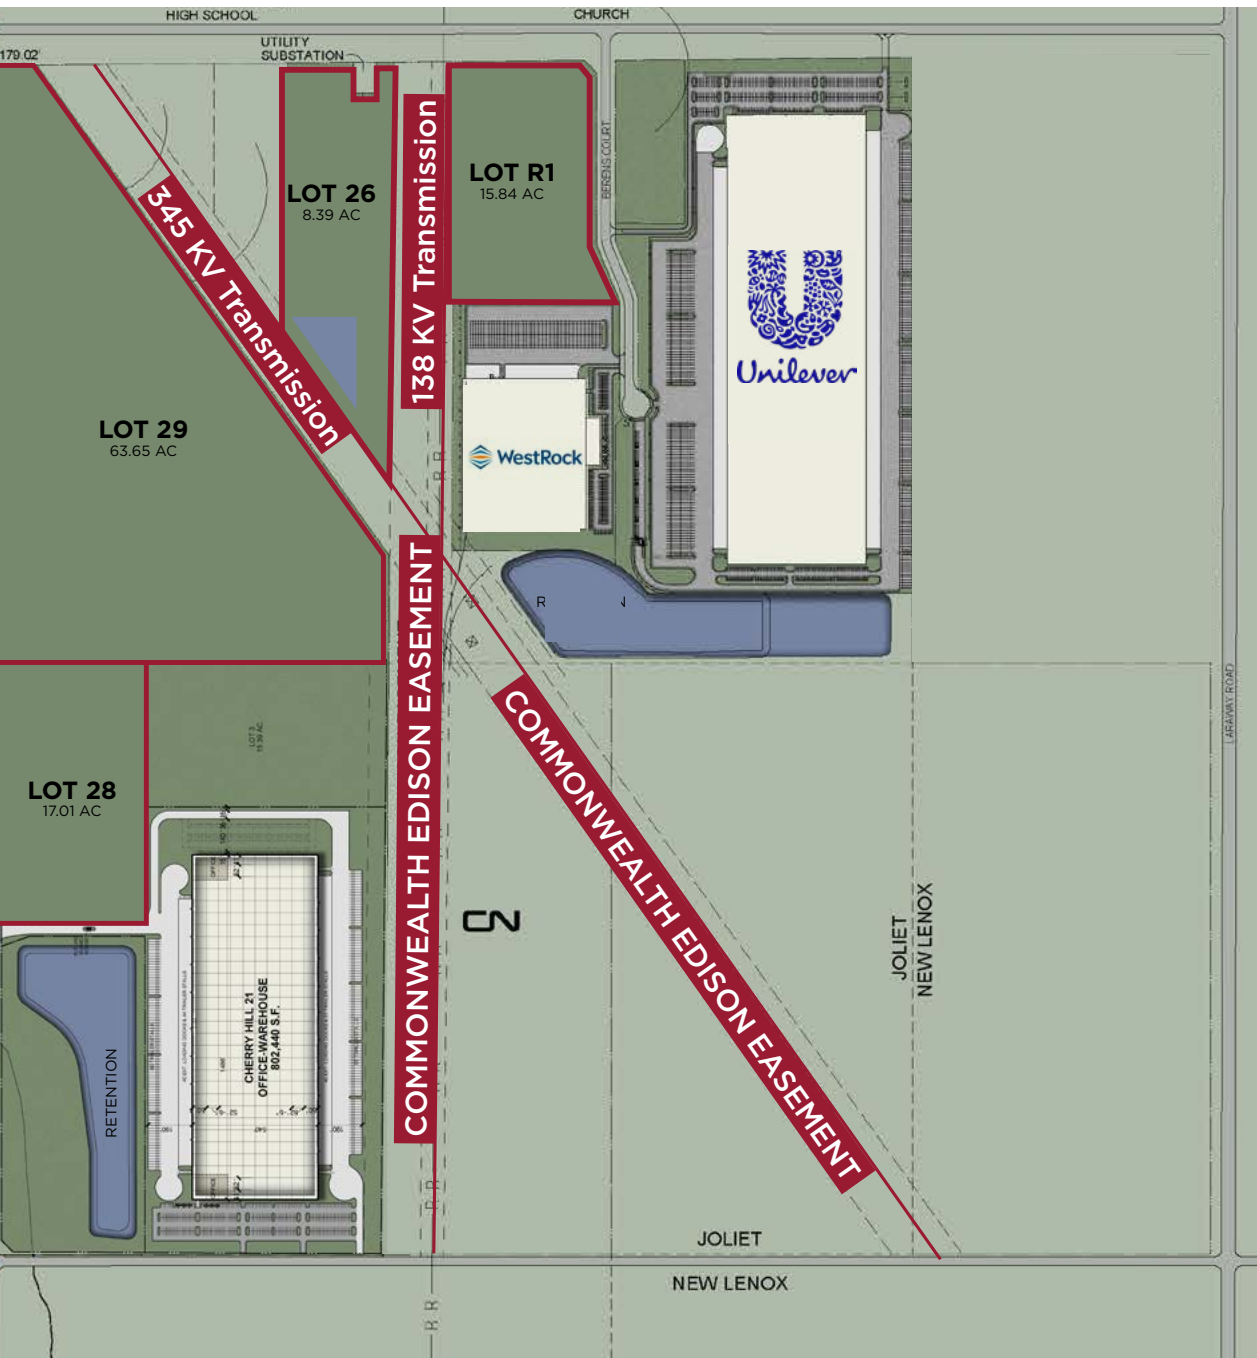 HIGH SCHOOL
CHURCH
179.02'
UTILITY
SUBSTATION
LOT 26
8.39 AC
138 KV Transmission
LOT R1
15.84 AC
BERENS COURT
345 KV Transmission
Unilever
LOT 29
63.65 AC
WestRock
R R
COMMONWEALTH EDISON EASEMENT
COMMONWEALTH EDISON EASEMENT
LARAWAY ROAD
LOT 28
17.01 AC
CN
JOLIET
NEW LENOX
OFFICE
CHERRY HILL 21
OFFICE-WAREHOUSE
802,440 S.F.
RETENTION
OFFICE
R R
JOLIET
NEW LENOX
R R